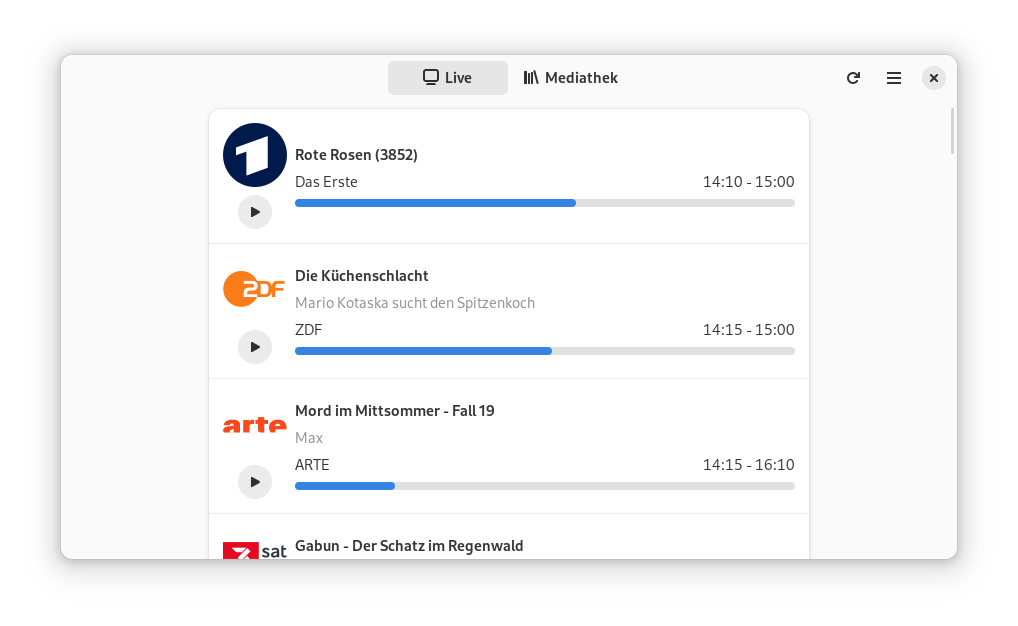 Live
Mediathek
Rote Rosen (3852)
Das Erste 14:10 - 15:00
ZDF
Die Küchenschlacht
Mario Kotaska sucht den Spitzenkoch
ZDF 14:15 - 15:00
arte
Mord im Mittsommer - Fall 19
Max
ARTE 14:15 - 16:10
3 sat
Gabun - Der Schatz im Regenwald